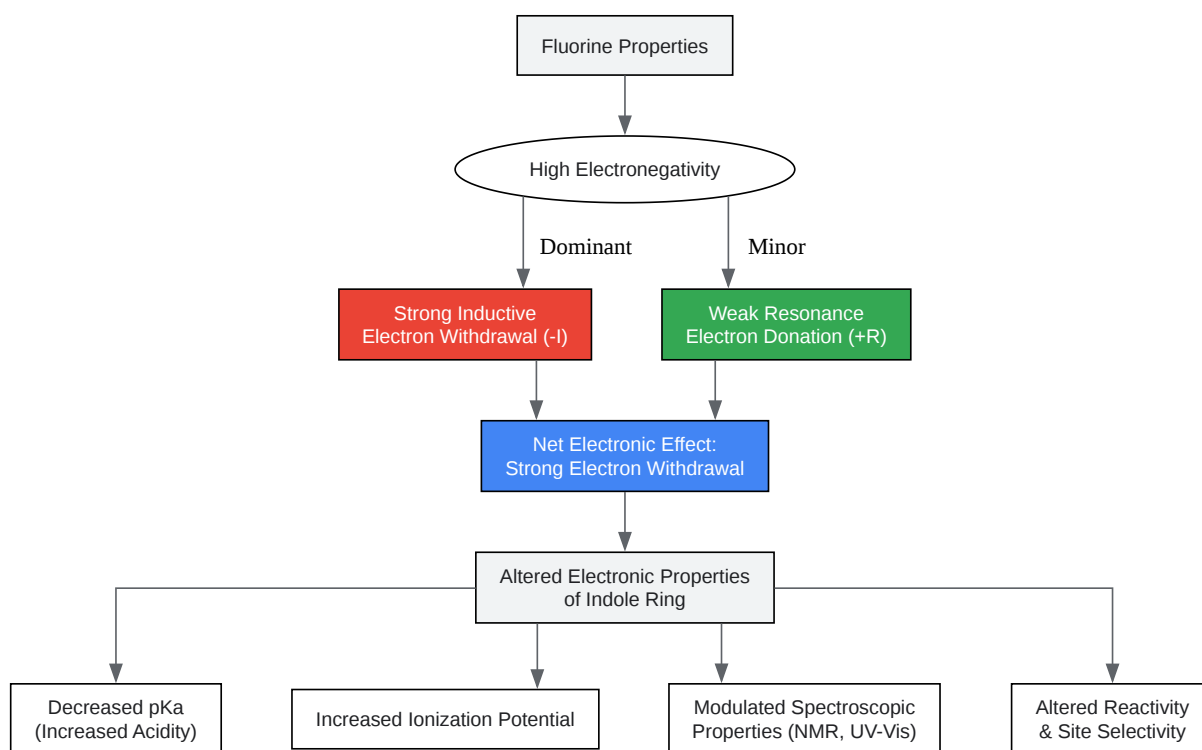 Fluorine Properties
High Electronegativity
Dominant
Minor
Strong Inductive
Electron Withdrawal (-I)
Weak Resonance
Electron Donation (+R)
Net Electronic Effect:
Strong Electron Withdrawal
Altered Electronic Properties
of Indole Ring
Decreased pKa
(Increased Acidity)
Increased Ionization Potential
Modulated Spectroscopic
Properties (NMR, UV-Vis)
Altered Reactivity
& Site Selectivity